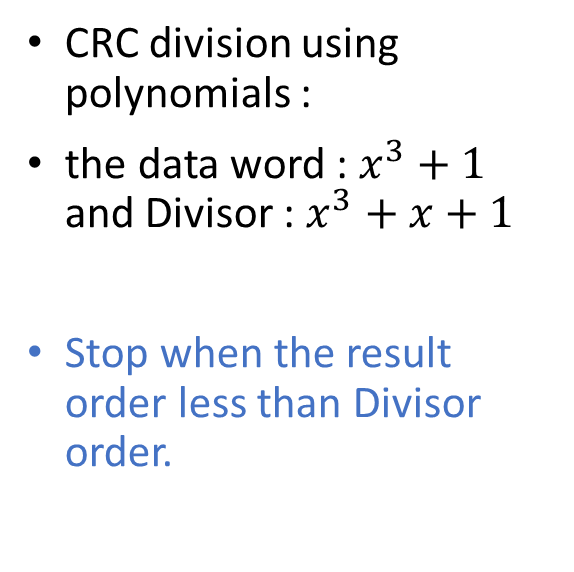 • CRC division using
polynomials :
• the data word : x³ + 1
and Divisor : x³ + x + 1
• Stop when the result
order less than Divisor
order.